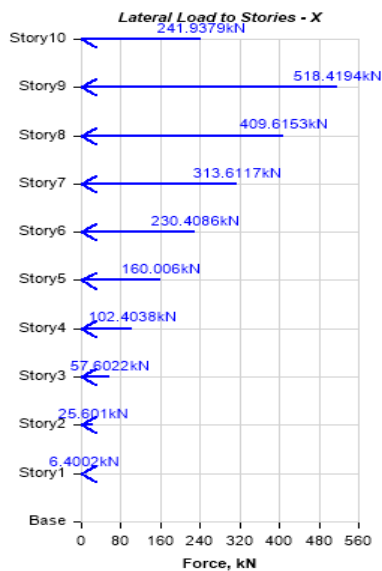 Lateral Load to Stories - X
Story10
241.9379kN
518.4194kN
Story9
409.6153kN
Story8
313.6117kN
Story7
230.4086kN
Story6
160.006kN
Story5
102.4038kN
Story4
57.6022kN
Story3
25.601kN
Story2
6.4002kN
Story1
Base
0 80 160 240 320 400 480 560
Force, kN